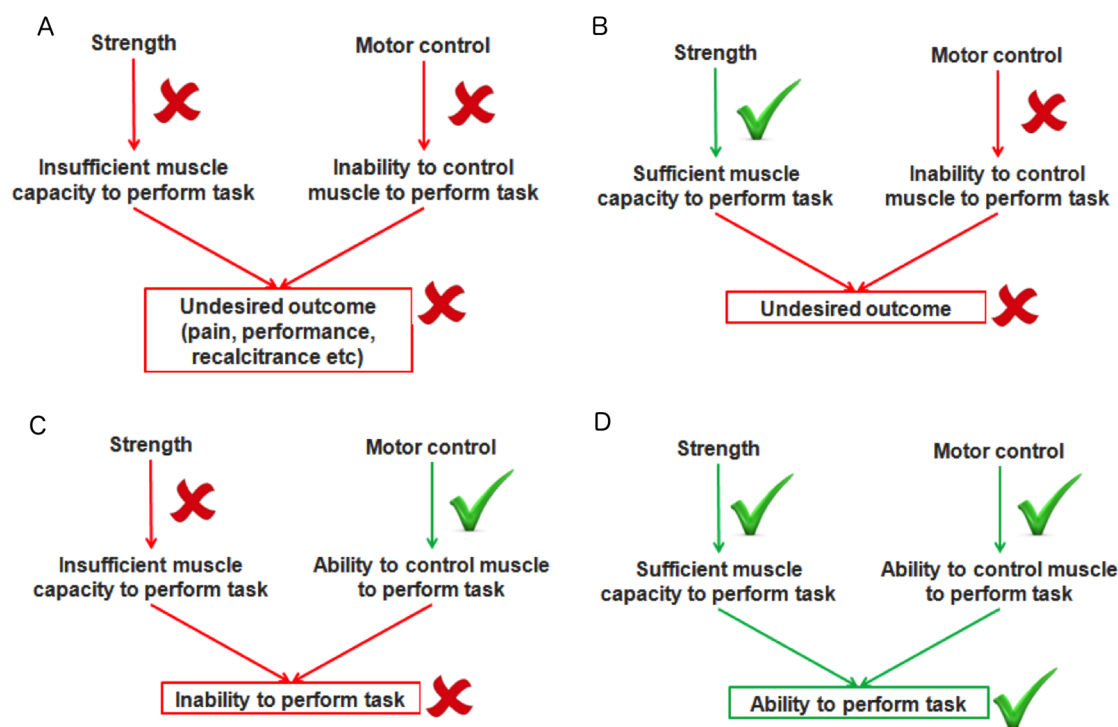 A
Strength
Motor control
Insufficient muscle
capacity to perform task
Inability to control
muscle to perform task
Undesired outcome
(pain, performance,
recalcitrance etc)
B
Strength
Motor control
Sufficient muscle
capacity to perform task
Inability to control
muscle to perform task
Undesired outcome
C
Strength
Motor control
Insufficient muscle
capacity to perform task
Ability to control muscle
to perform task
Inability to perform task
D
Strength
Motor control
Sufficient muscle
capacity to perform task
Ability to control muscle
to perform task
Ability to perform task